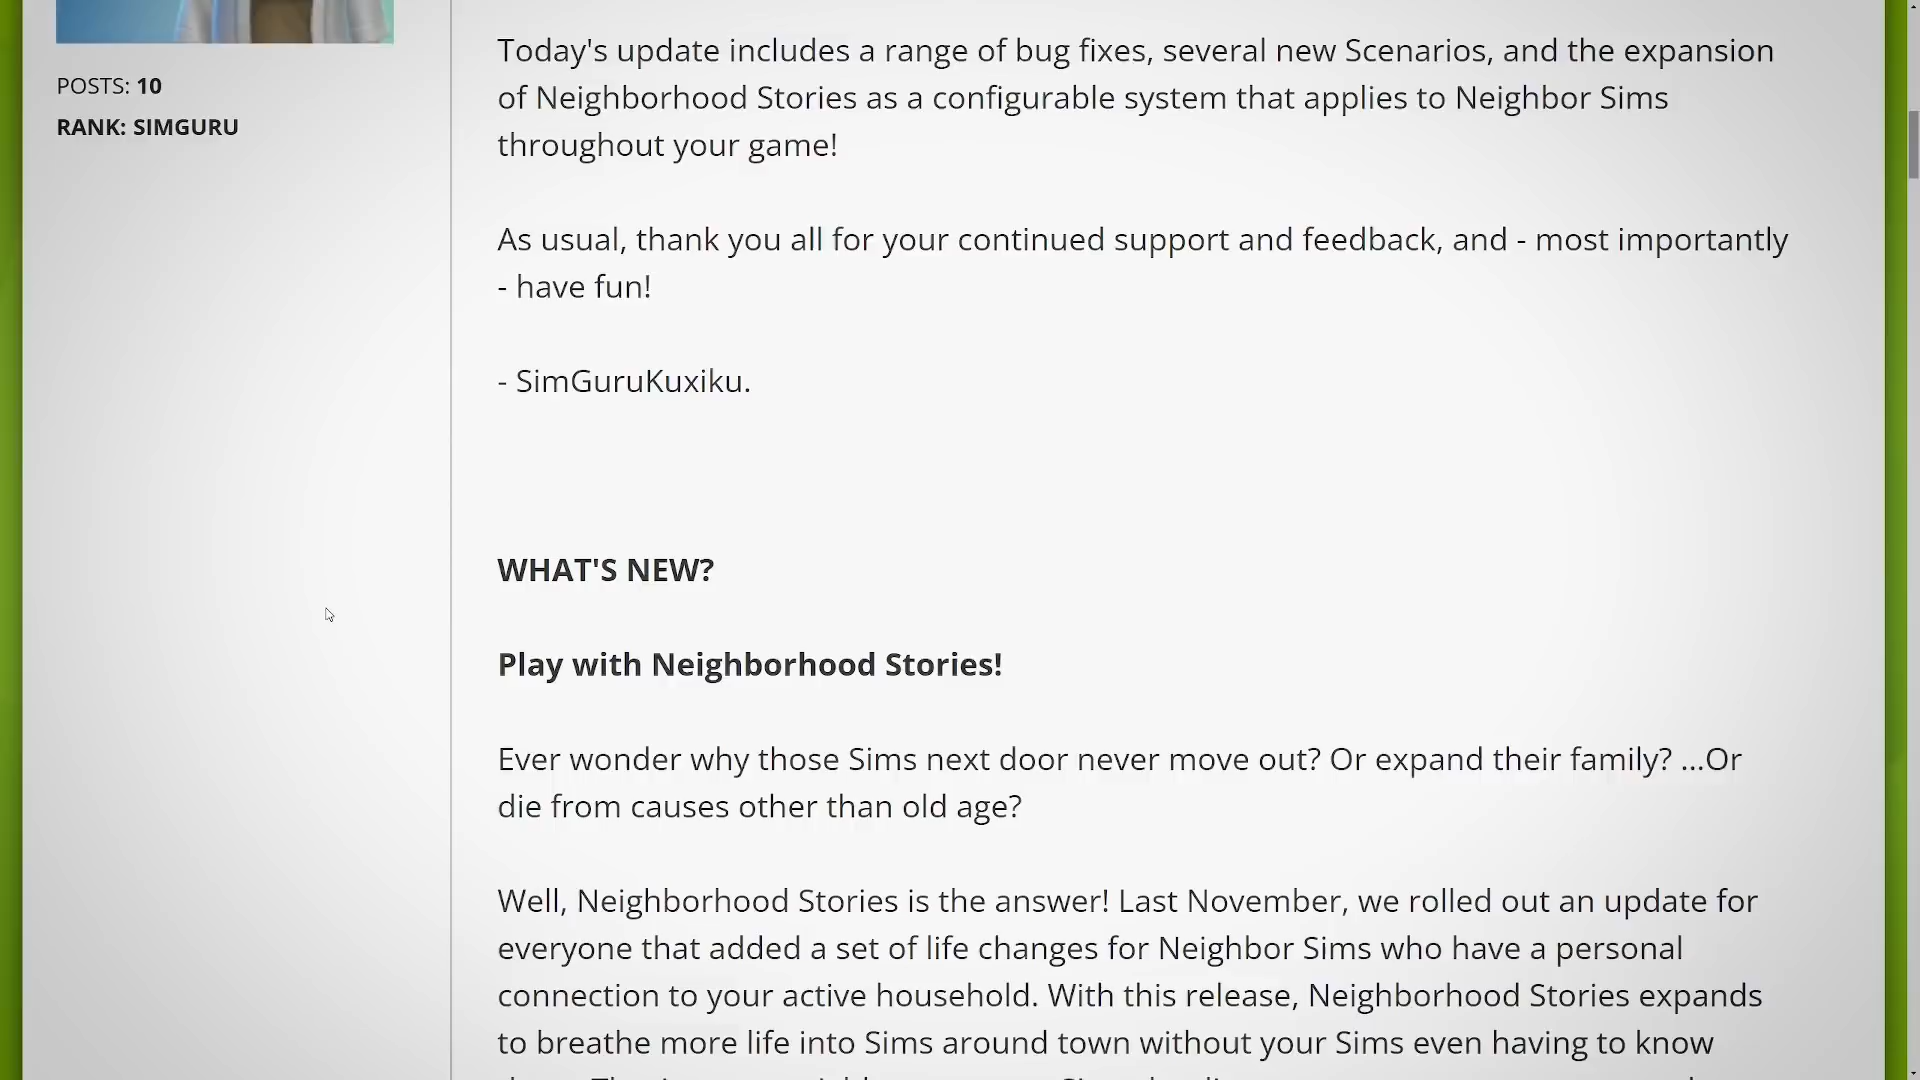 POSTS: 10
RANK: SIMGURU
Today's update includes a range of bug fixes, several new Scenarios, and the expansion
of Neighborhood Stories as a configurable system that applies to Neighbor Sims
throughout your game!
As usual, thank you all for your continued support and feedback, and - most importantly
- have fun!
- SimGuruKuxiku.
WHAT'S NEW?
Play with Neighborhood Stories!
Ever wonder why those Sims next door never move out? Or expand their family? ...Or
die from causes other than old age?
Well, Neighborhood Stories is the answer! Last November, we rolled out an update for
everyone that added a set of life changes for Neighbor Sims who have a personal
connection to your active household. With this release, Neighborhood Stories expands
to breathe more life into Sims around town without your Sims even having to know